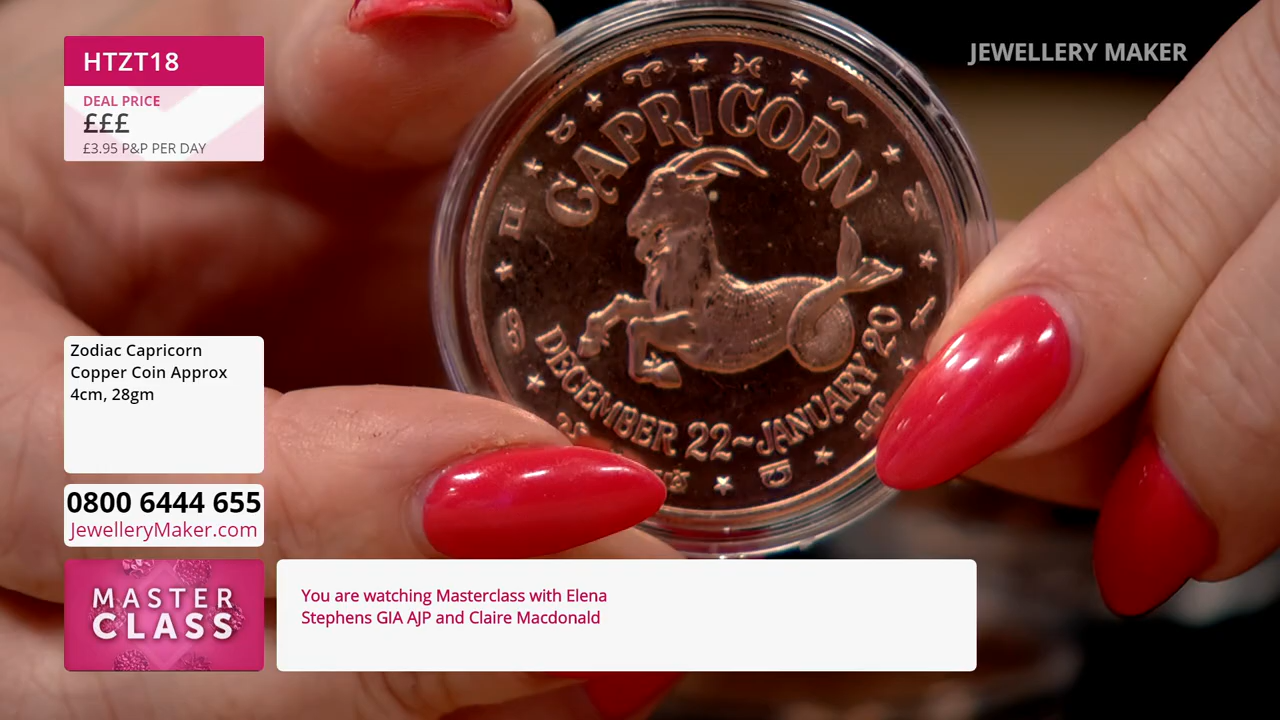 HTZT18
DEAL PRICE
£££
£3.95 P&P PER DAY
JEWELLERY MAKER
CAPRICORN
DECEMBER 22~JANUARY 20
Zodiac Capricorn
Copper Coin Approx
4cm, 28gm
0800 6444 655
JewelleryMaker.com
MASTER
CLASS
You are watching Masterclass with Elena
Stephens GIA AJP and Claire Macdonald